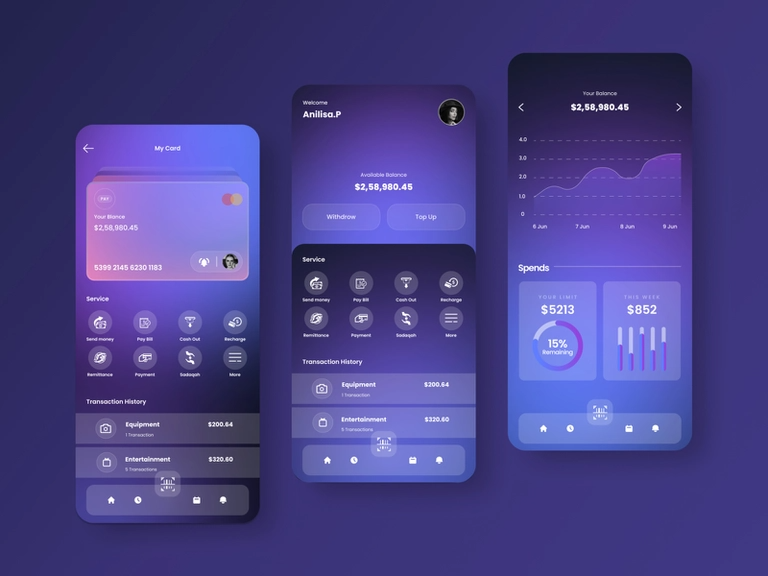 My Card
PAY
Your Blance
$2,58,980.45
5399 2145 6230 1183
Service
Send money
Pay Bill
Cash Out
Recharge
Remittance
Payment
Sadaqah
More
Transaction History
Equipment
$200.64
1 Transaction
Entertainment
$320.60
5 Transactions
Welcome
Anilisa.P
Available Balance
$2,58,980.45
Withdrow
Top Up
Service
Send money
Pay Bill
Cash Out
Recharge
Remittance
Payment
Sadaqah
More
Transaction History
Equipment
$200.64
1 Transaction
Entertainment
$320.60
5 Transactions
Your Balance
$2,58,980.45
4.0
3.0
2.0
1.0
0
6 Jun
7 Jun
8 Jun
9 Jun
Spends
YOUR LIMIT
$5213
15%
Remaining
THIS WEEK
$852